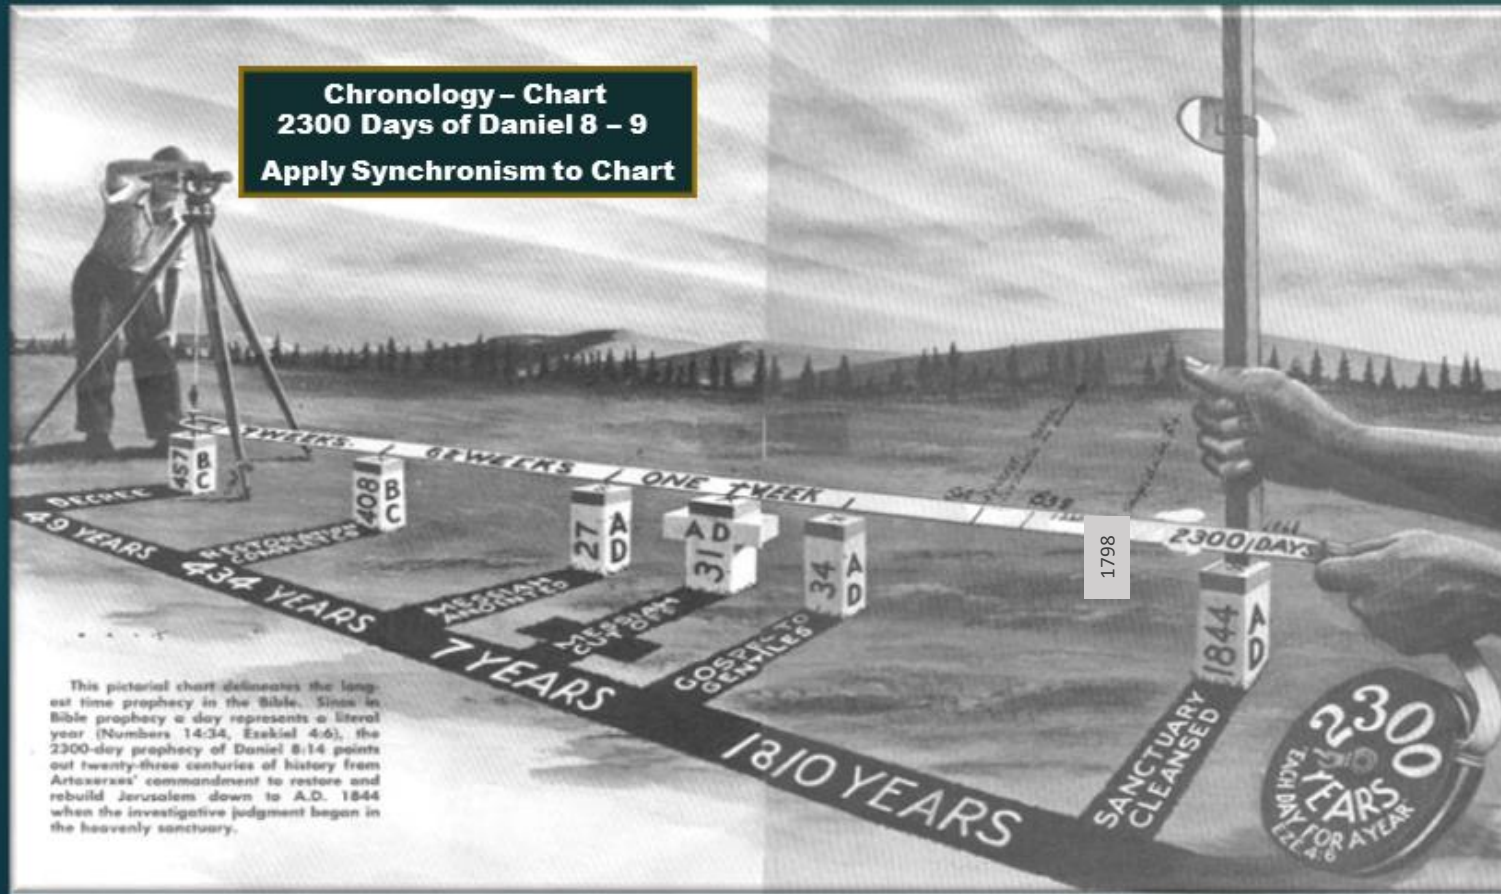 Chronology – Chart
2300 Days of Daniel 8 – 9
Apply Synchronism to Chart
7 WEEKS
62 WEEKS
ONE WEEK
2300 DAYS
457 BC
408 BC
27 AD
AD 31
34 AD
1798
1844 AD
DECREE
49 YEARS
RESTORATION COMPLETED
434 YEARS
MESSIAH
ANOINTED
7 YEARS
MESSIAH
CUT OFF
GOSPEL TO
GENTILES
1810 YEARS
SANCTUARY
CLEANSED
2300
YEARS
"EACH DAY
FOR A YEAR"
EZE. 4:6
This pictorial chart delineates the long-
est time prophecy in the Bible. Since in
Bible prophecy a day represents a literal
year (Numbers 14:34, Ezekiel 4:6), the
2300-day prophecy of Daniel 8:14 points
out twenty-three centuries of history from
Artaxerxes' commandment to restore and
rebuild Jerusalem down to A.D. 1844
when the investigative judgment began in
the heavenly sanctuary.